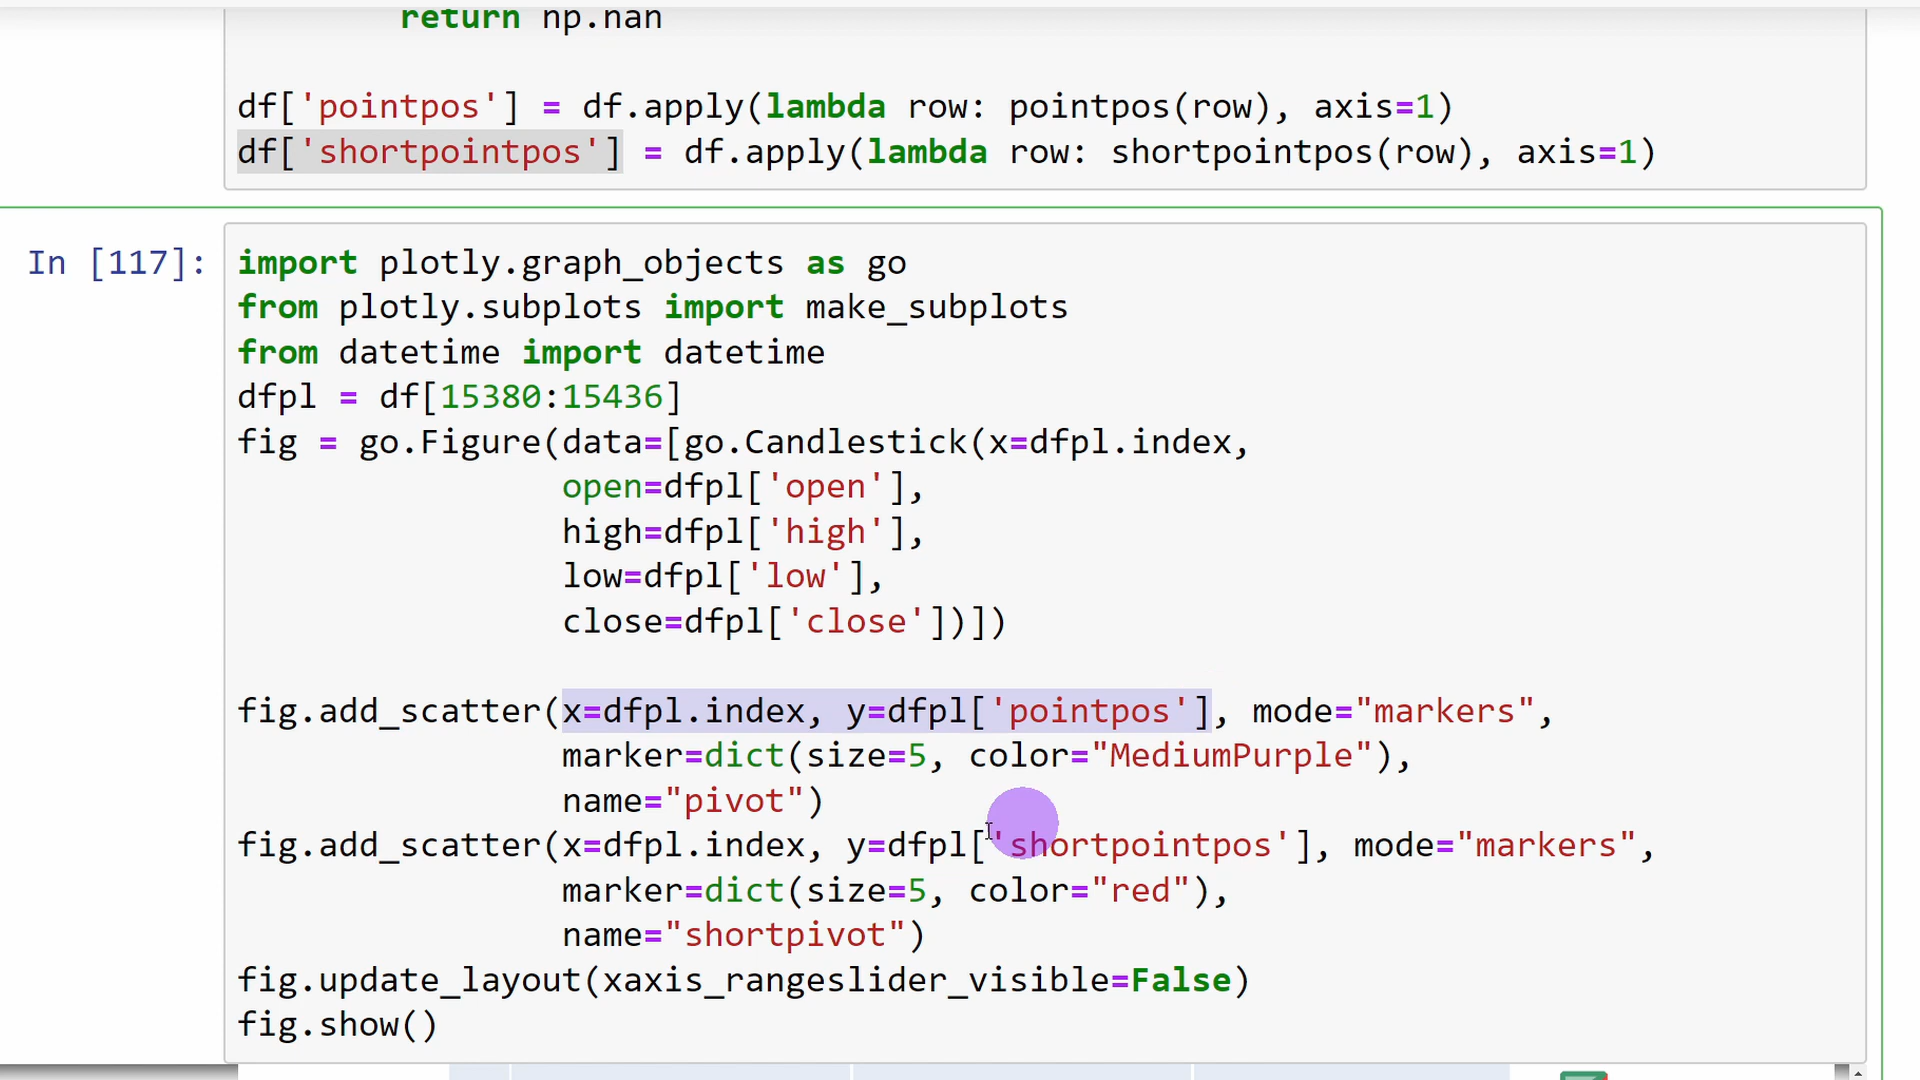 return np.nan
df['pointpos'] = df.apply(lambda row: pointpos(row), axis=1)
df['shortpointpos'] = df.apply(lambda row: shortpointpos(row), axis=1)
In [117]:
import plotly.graph_objects as go
from plotly.subplots import make_subplots
from datetime import datetime
dfpl = df[15380:15436]
fig = go.Figure(data=[go.Candlestick(x=dfpl.index,
open=dfpl['open'],
high=dfpl['high'],
low=dfpl['low'],
close=dfpl['close'])])
fig.add_scatter(x=dfpl.index, y=dfpl['pointpos'], mode="markers",
marker=dict(size=5, color="MediumPurple"),
name="pivot")
fig.add_scatter(x=dfpl.index, y=dfpl['shortpointpos'], mode="markers",
marker=dict(size=5, color="red"),
name="shortpivot")
fig.update_layout(xaxis_rangeslider_visible=False)
fig.show()